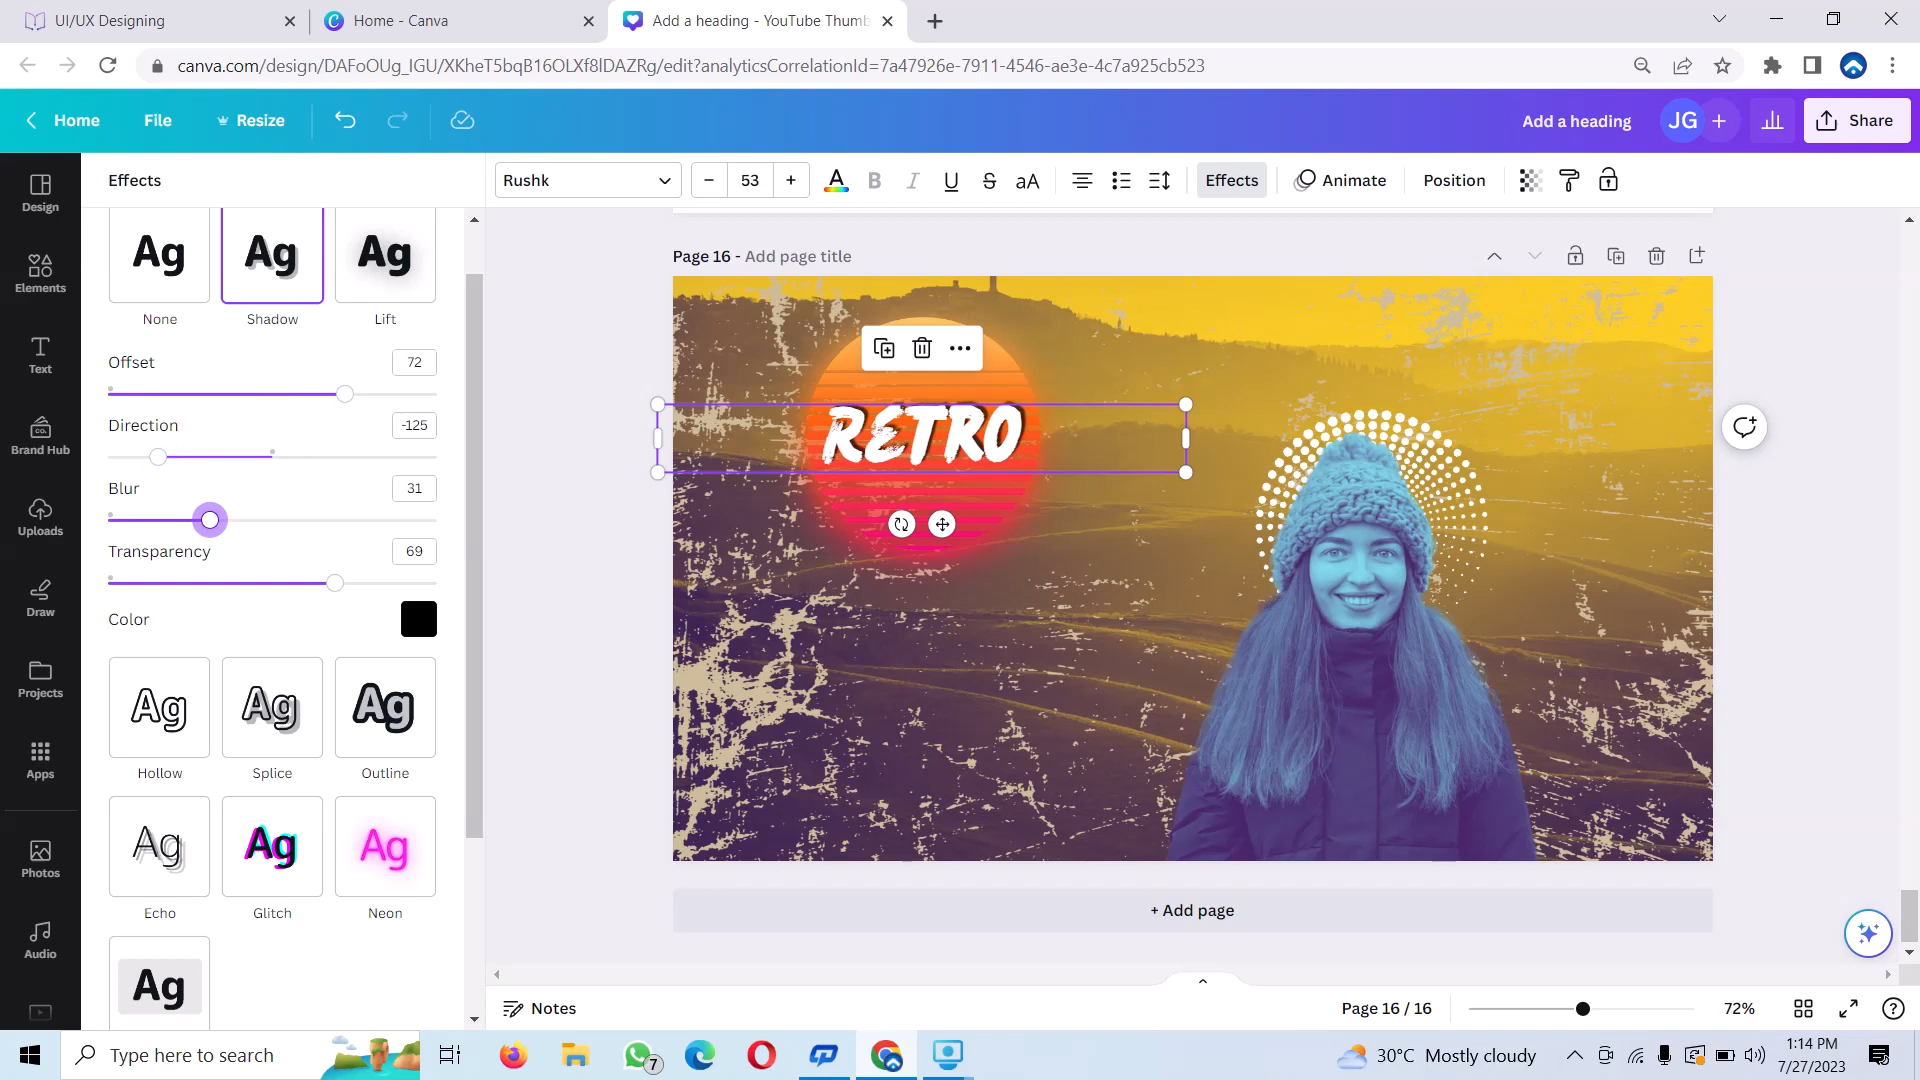 UI/UX Designing
Home - Canva
Add a heading - YouTube Thumb
canva.com/design/DAFoOUg_IGU/XKheT5bqB16OLXf8lDAZRg/edit?analyticsCorrelationId=7a47926e-7911-4546-ae3e-4c7a925cb523
Home File Resize
Add a heading JG + Share
Effects
Rushk - 53 + A B I U S aA Effects Animate Position
Design
Elements
Text
Brand Hub
Uploads
Draw
Projects
Apps
Photos
Audio
Ag Ag Ag
None Shadow Lift
Offset 72
Direction -125
Blur 31
Transparency 69
Color
Ag Ag Ag
Hollow Splice Outline
Ag Ag Ag
Echo Glitch Neon
Ag
Page 16 - Add page title
RETRO
+ Add page
Notes
Page 16 / 16 72%
Type here to search
7
30°C Mostly cloudy
1:14 PM
7/27/2023